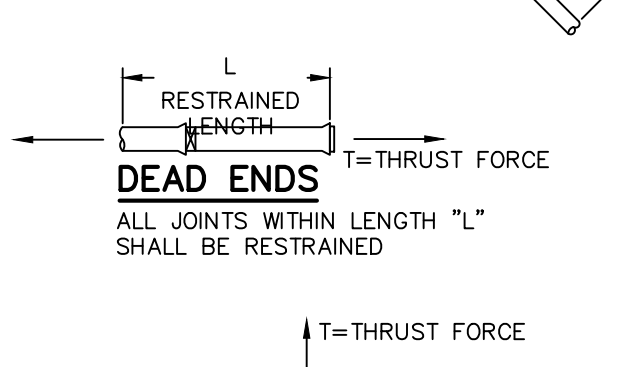 L
RESTRAINED
LENGTH
T=THRUST FORCE
DEAD ENDS
ALL JOINTS WITHIN LENGTH "L"
SHALL BE RESTRAINED
T=THRUST FORCE